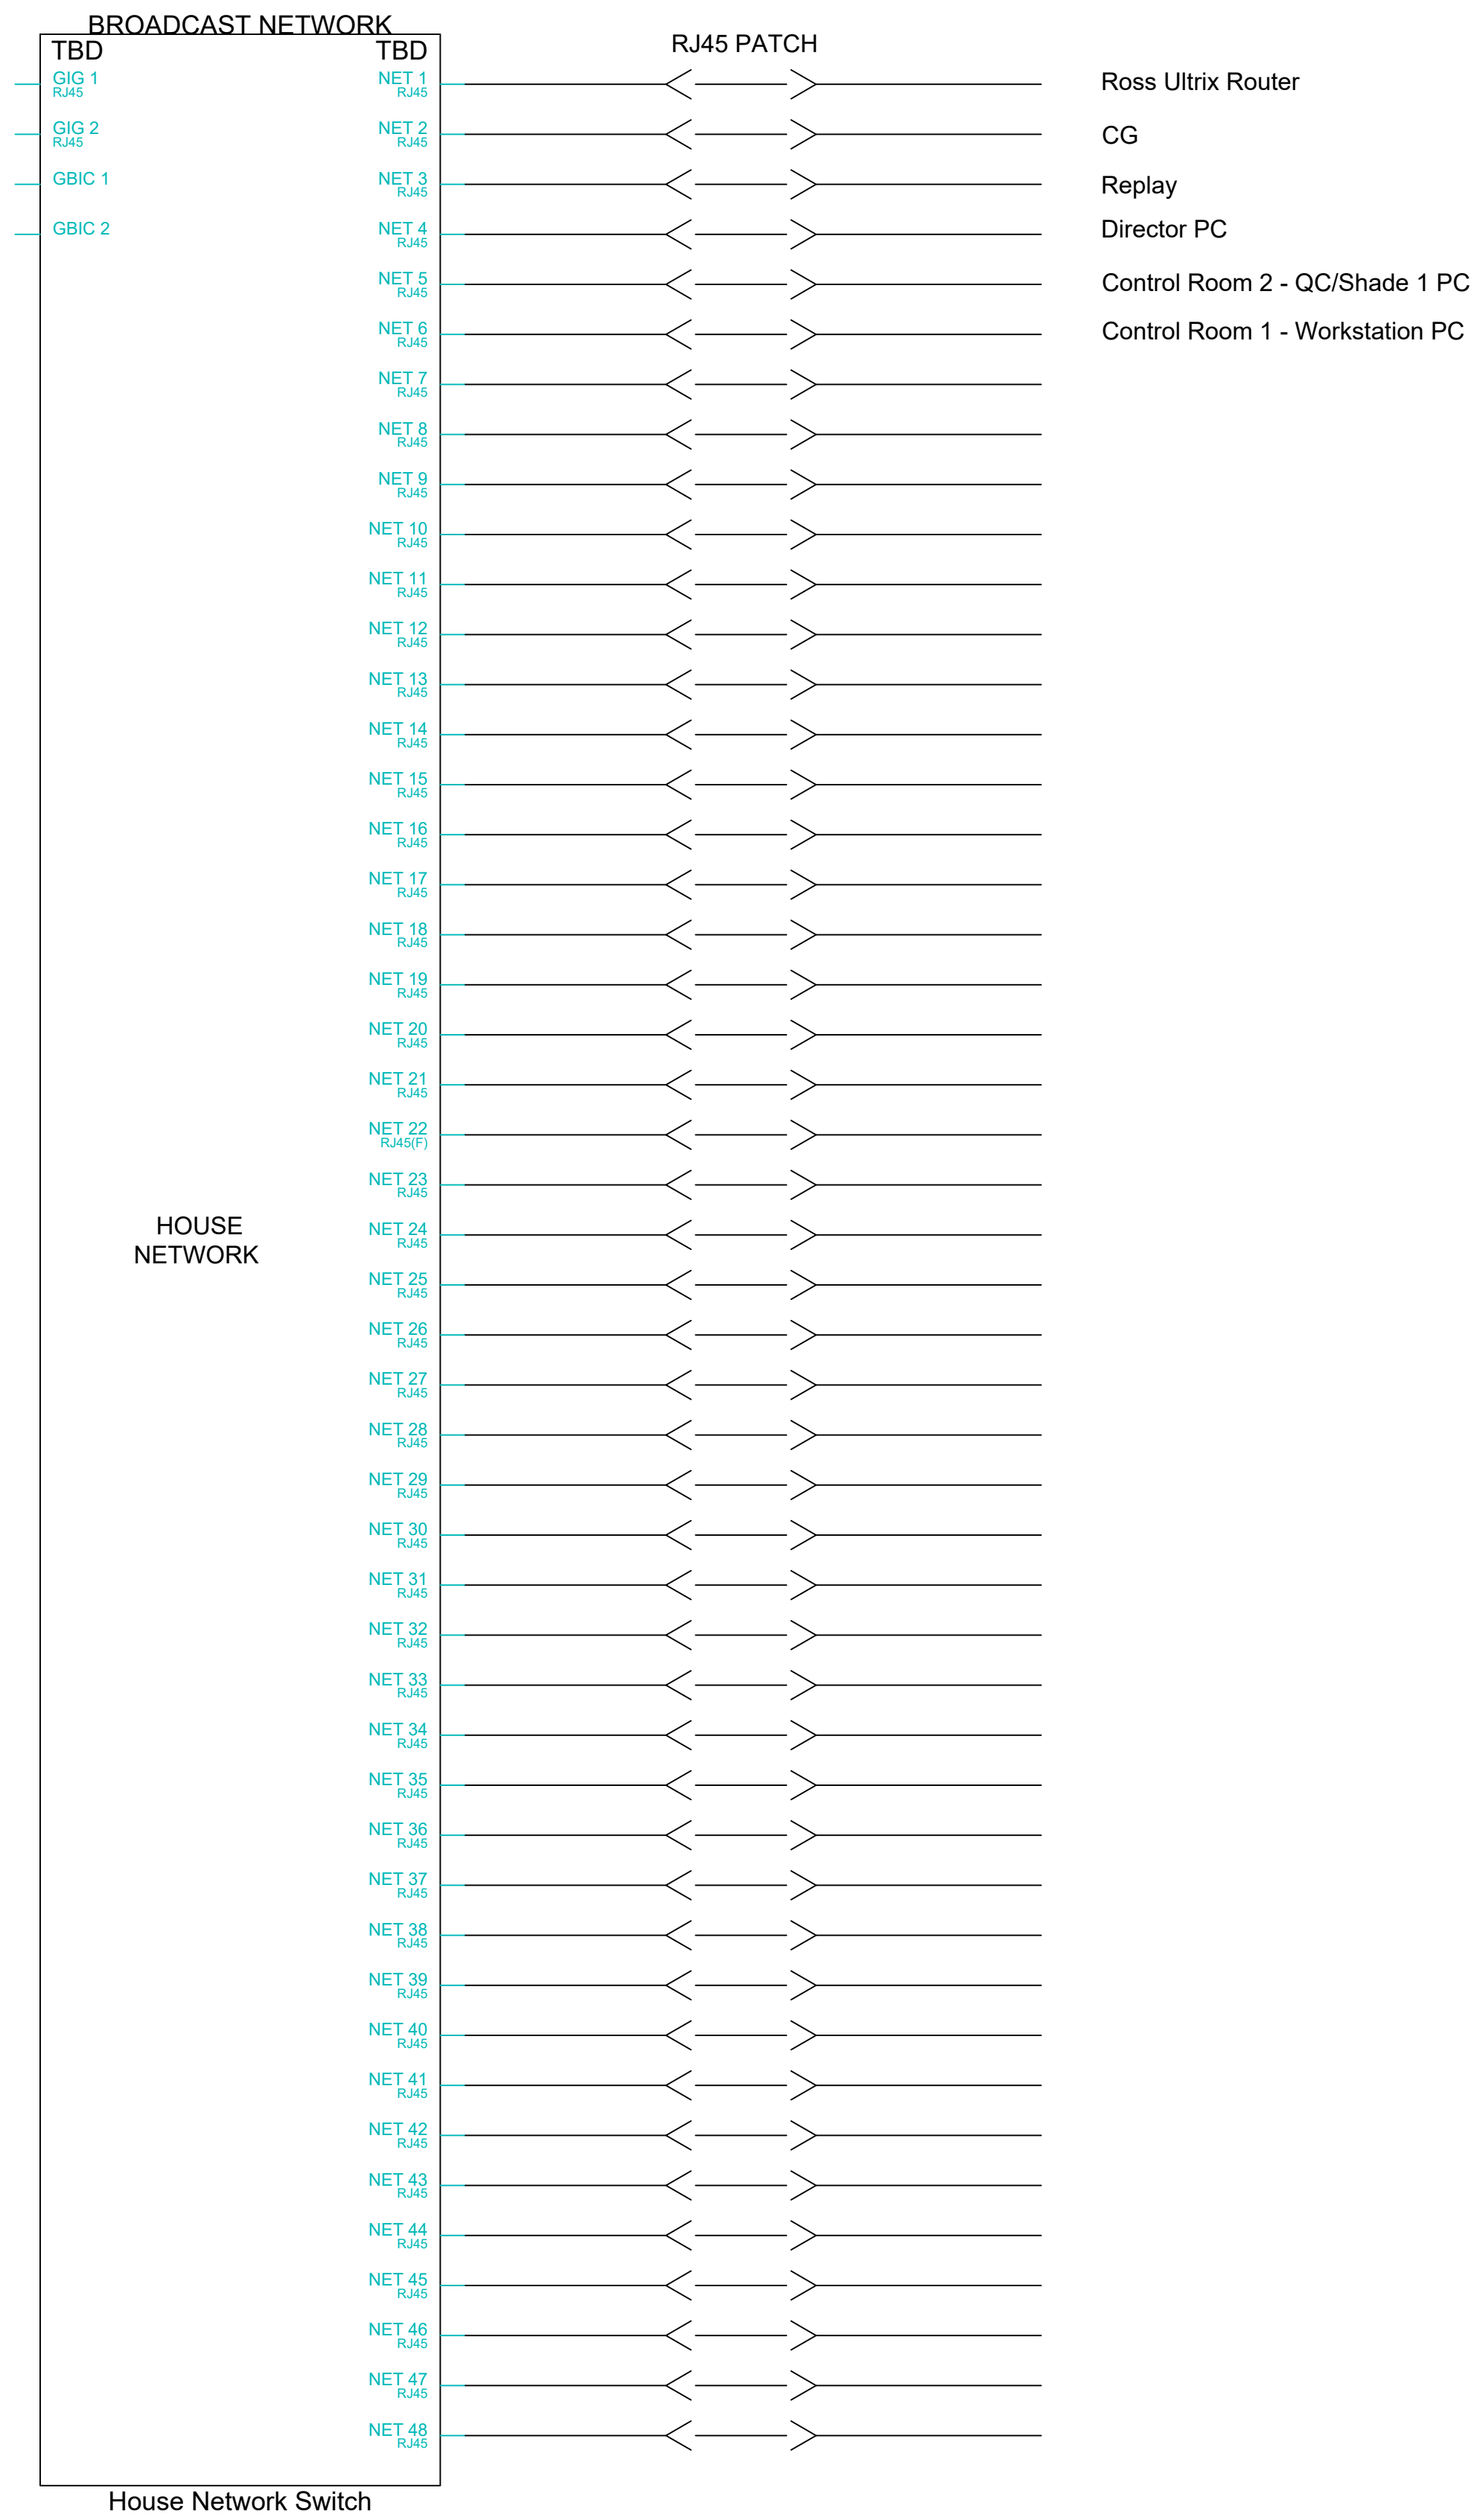 BROADCAST NETWORK
TBD TBD RJ45 PATCH
GIG 1 NET 1 Ross Ultrix Router
RJ45 RJ45
GIG 2 NET 2 CG
RJ45 RJ45
GBIC 1 NET 3 Replay
RJ45
GBIC 2 NET 4 Director PC
RJ45
NET 5 Control Room 2 - QC/Shade 1 PC
RJ45
NET 6 Control Room 1 - Workstation PC
RJ45
NET 7
RJ45
NET 8
RJ45
NET 9
RJ45
NET 10
RJ45
NET 11
RJ45
NET 12
RJ45
NET 13
RJ45
NET 14
RJ45
NET 15
RJ45
NET 16
RJ45
NET 17
RJ45
NET 18
RJ45
NET 19
RJ45
NET 20
RJ45
NET 21
RJ45
NET 22
RJ45(F)
NET 23
RJ45
HOUSE
NETWORK
NET 24
RJ45
NET 25
RJ45
NET 26
RJ45
NET 27
RJ45
NET 28
RJ45
NET 29
RJ45
NET 30
RJ45
NET 31
RJ45
NET 32
RJ45
NET 33
RJ45
NET 34
RJ45
NET 35
RJ45
NET 36
RJ45
NET 37
RJ45
NET 38
RJ45
NET 39
RJ45
NET 40
RJ45
NET 41
RJ45
NET 42
RJ45
NET 43
RJ45
NET 44
RJ45
NET 45
RJ45
NET 46
RJ45
NET 47
RJ45
NET 48
RJ45
House Network Switch